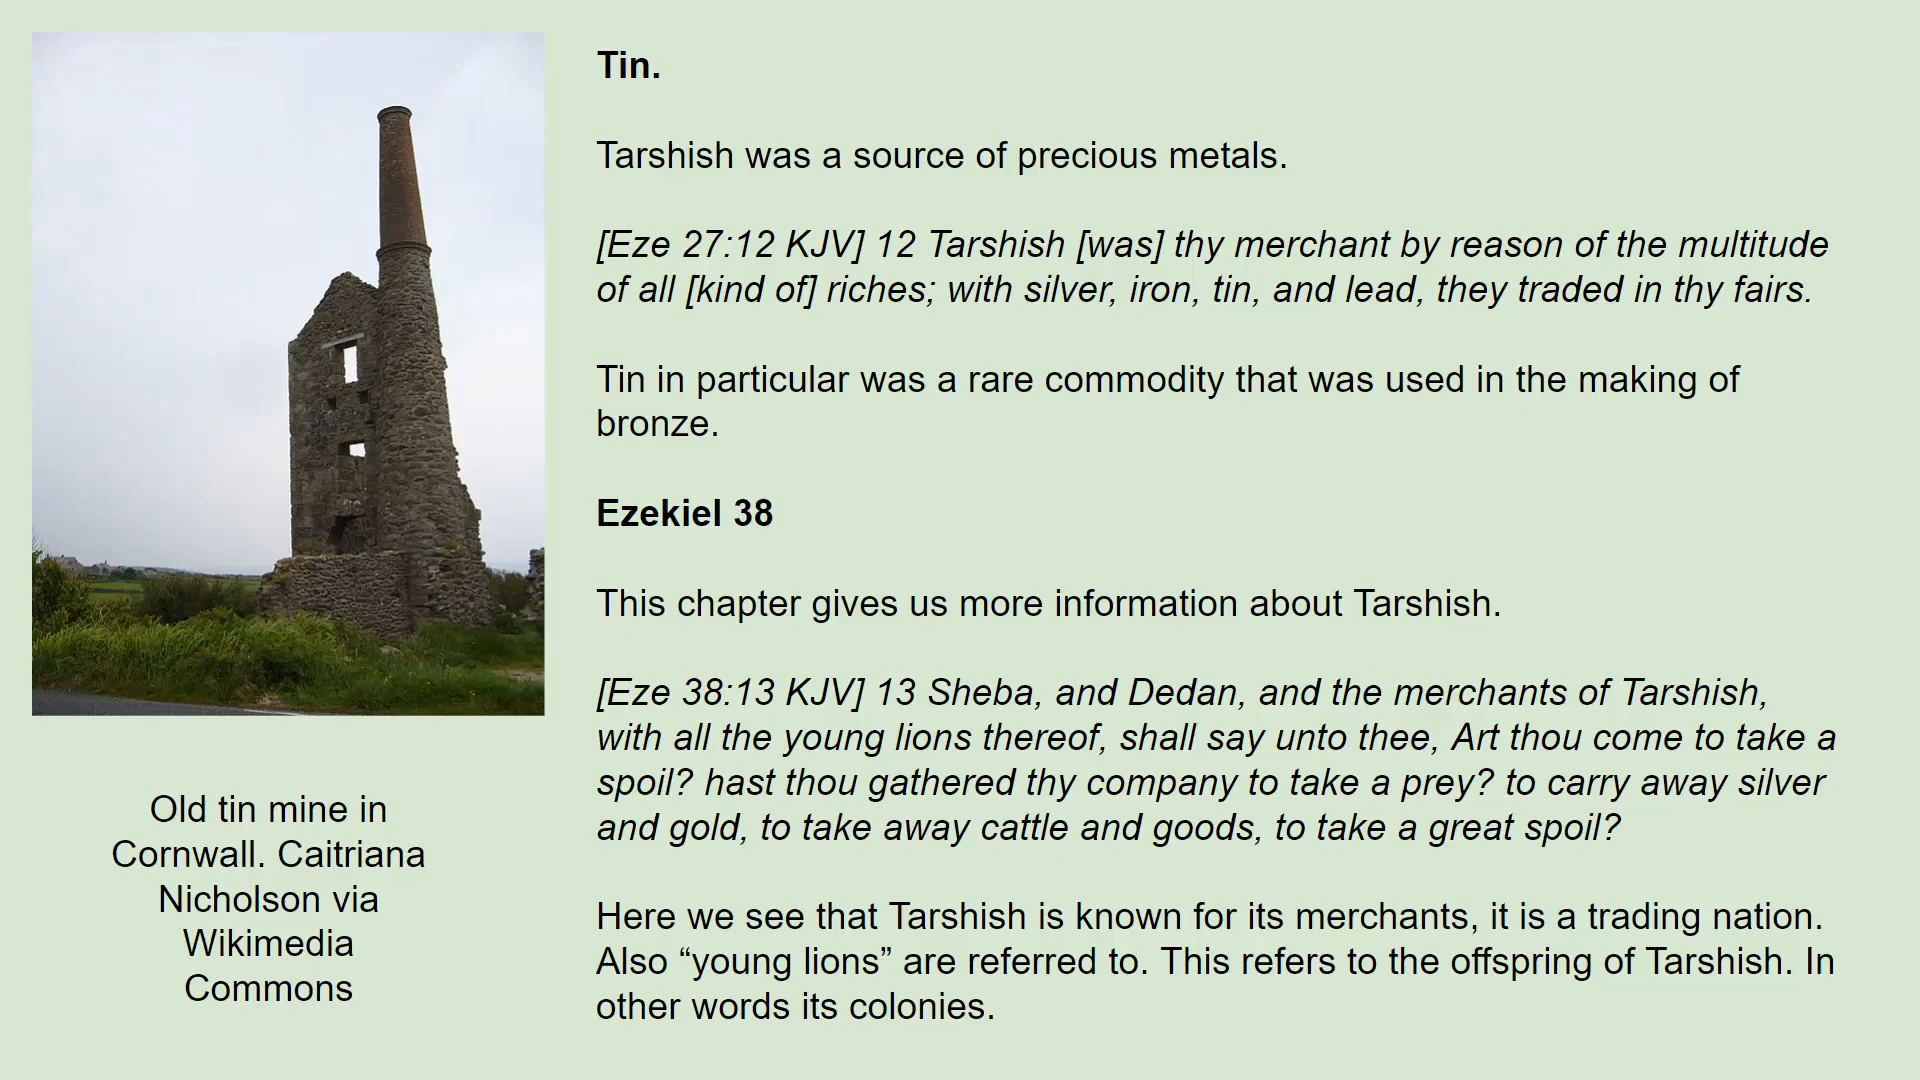 Tin.
Tarshish was a source of precious metals.
[Eze 27:12 KJV] 12 Tarshish [was] thy merchant by reason of the multitude
of all [kind of] riches; with silver, iron, tin, and lead, they traded in thy fairs.
Tin in particular was a rare commodity that was used in the making of
bronze.
Ezekiel 38
This chapter gives us more information about Tarshish.
[Eze 38:13 KJV] 13 Sheba, and Dedan, and the merchants of Tarshish,
with all the young lions thereof, shall say unto thee, Art thou come to take a
spoil? hast thou gathered thy company to take a prey? to carry away silver
and gold, to take away cattle and goods, to take a great spoil?
Here we see that Tarshish is known for its merchants, it is a trading nation.
Also “young lions” are referred to. This refers to the offspring of Tarshish. In
other words its colonies.
Old tin mine in
Cornwall. Caitriana
Nicholson via
Wikimedia
Commons